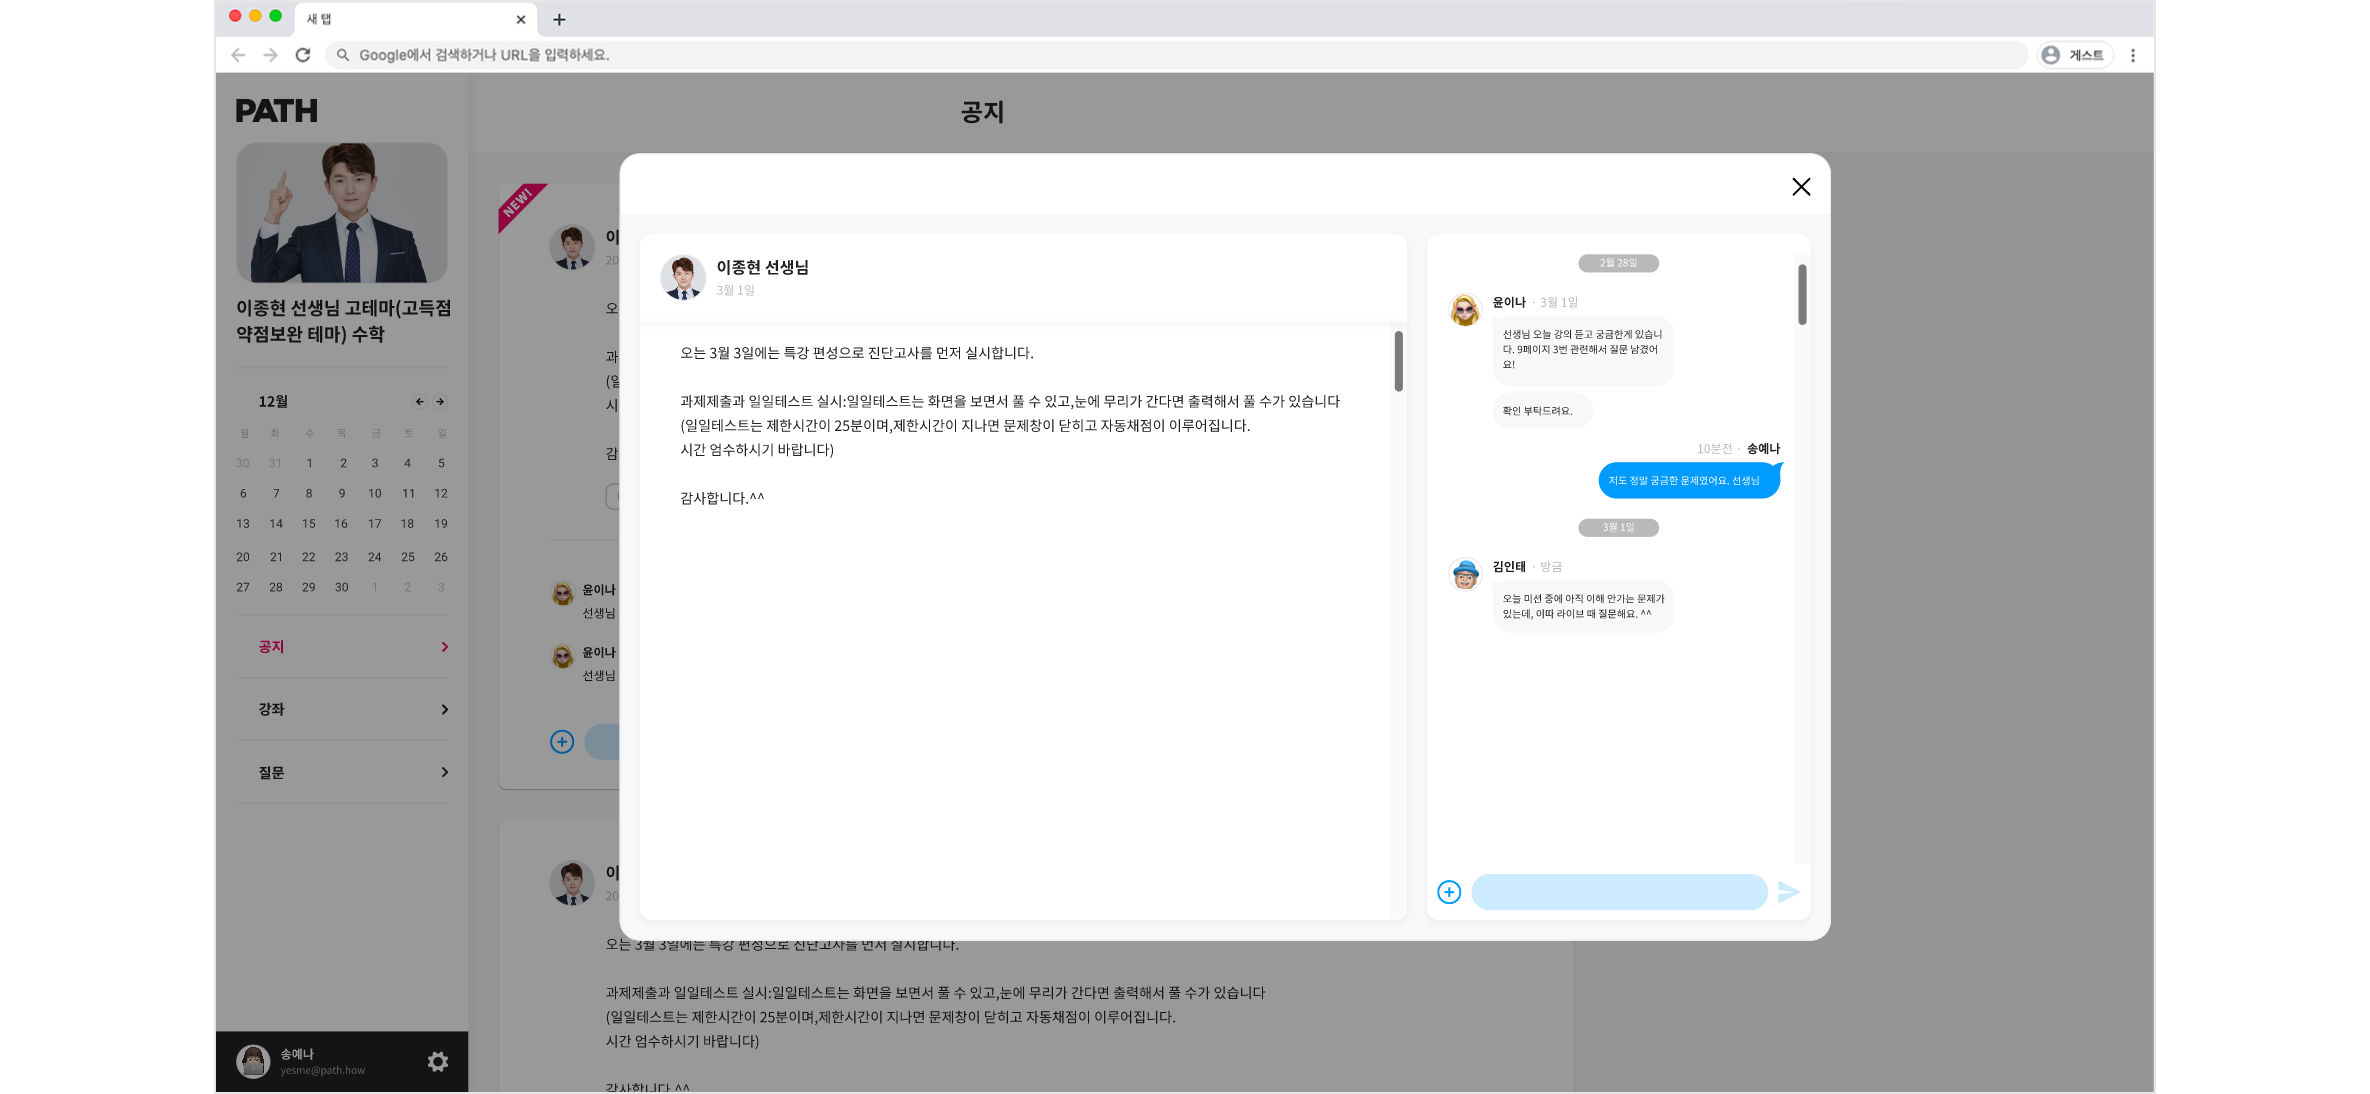 새 탭
Google에서 검색하거나 URL을 입력하세요.
게스트
PATH
공지
이종현 선생님 고테마(고득점
약점보완 테마) 수학
12월
월 화 수 목 금 토 일
30 31 1 2 3 4 5
6 7 8 9 10 11 12
13 14 15 16 17 18 19
20 21 22 23 24 25 26
27 28 29 30 1 2 3
공지
강좌
질문
송예나
yesme@path.how
NEW!
이
20
오
과
(일
시
감
윤이나
선생님
윤이나
선생님
이종현 선생님
3월 1일
오는 3월 3일에는 특강 편성으로 진단고사를 먼저 실시합니다.
과제제출과 일일테스트 실시:일일테스트는 화면을 보면서 풀 수 있고,눈에 무리가 간다면 출력해서 풀 수가 있습니다
(일일테스트는 제한시간이 25분이며,제한시간이 지나면 문제창이 닫히고 자동채점이 이루어집니다.
시간 엄수하시기 바랍니다)
감사합니다.^^
2월 28일
윤이나 · 3월 1일
선생님 오늘 강의 듣고 궁금한게 있습니
다. 9페이지 3번 관련해서 질문 남겼어
요!
확인 부탁드려요.
10분전 · 송예나
저도 정말 궁금한 문제였어요. 선생님
3월 1일
김인태 · 방금
오늘 미션 중에 아직 이해 안가는 문제가
있는데, 이따 라이브 때 질문해요. ^^
이
20
오는 3월 3일에는 특강 편성으로 진단고사를 먼저 실시합니다.
과제제출과 일일테스트 실시:일일테스트는 화면을 보면서 풀 수 있고,눈에 무리가 간다면 출력해서 풀 수가 있습니다
(일일테스트는 제한시간이 25분이며,제한시간이 지나면 문제창이 닫히고 자동채점이 이루어집니다.
시간 엄수하시기 바랍니다)
감사합니다.^^